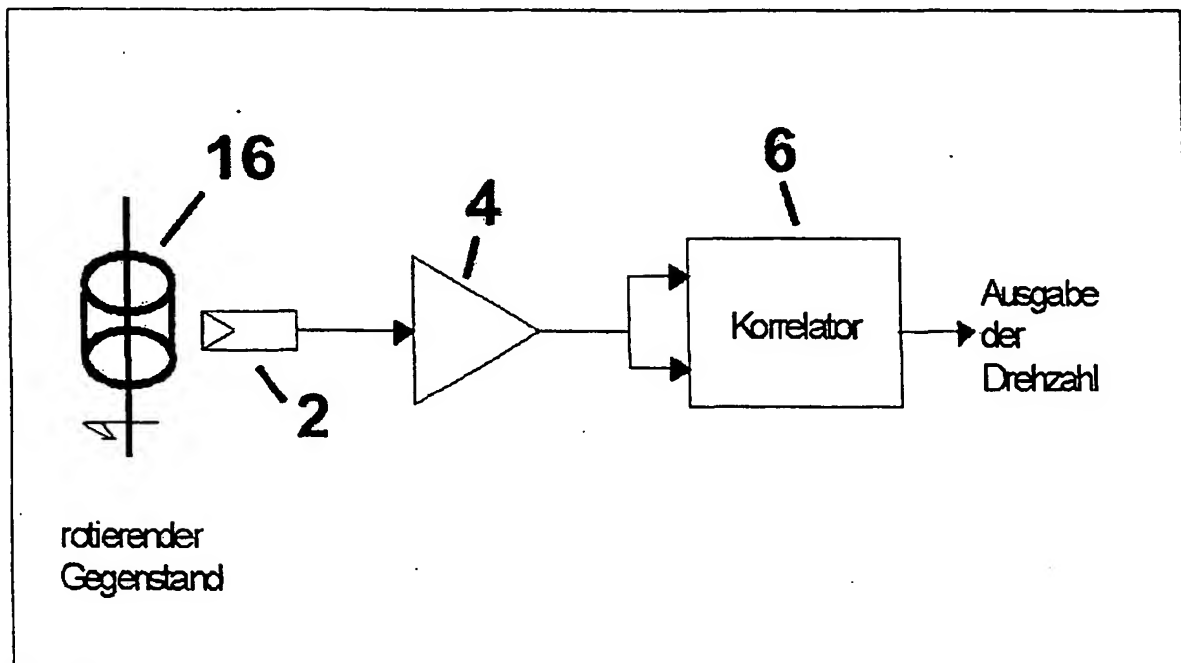 16
6
4
Korrelator
Ausgabe
der
Drehzahl
2
rotierender
Gegenstand